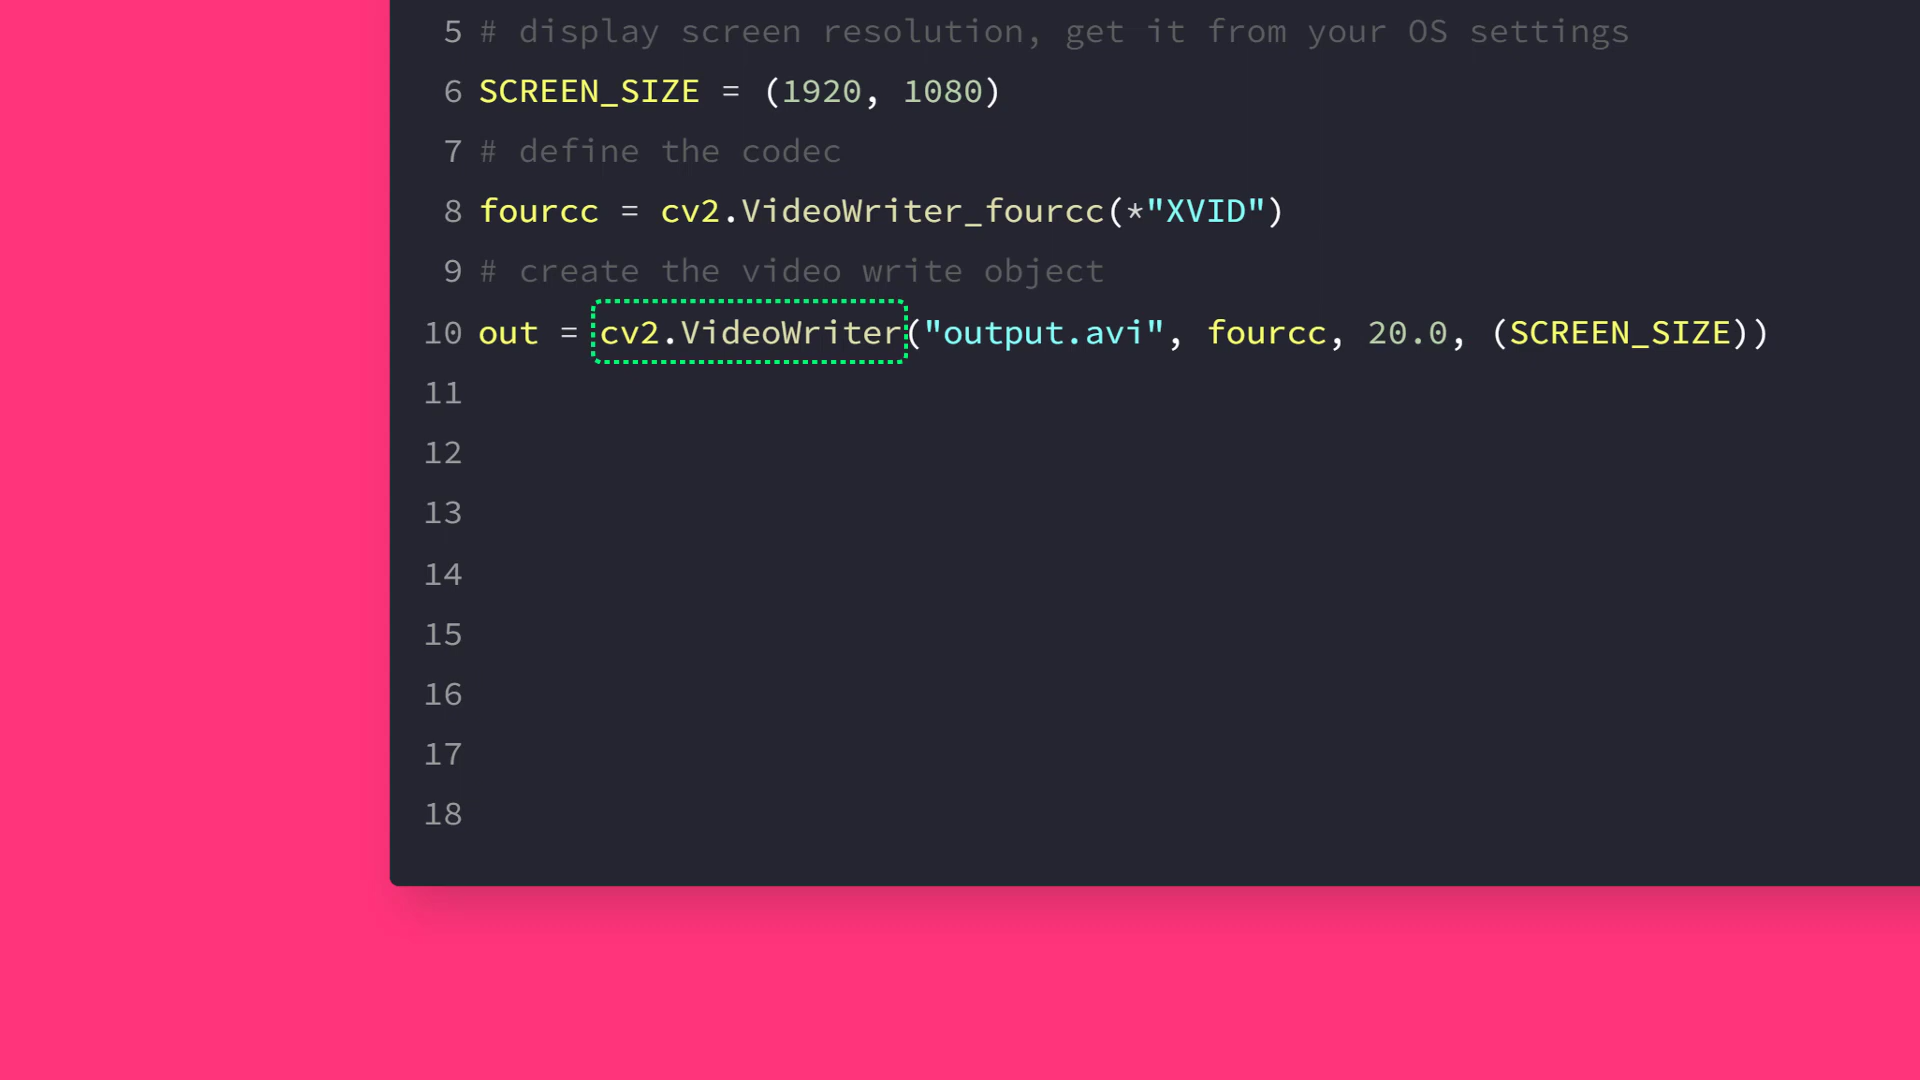 5 # display screen resolution, get it from your OS settings
6 SCREEN_SIZE = (1920, 1080)
7 # define the codec
8 fourcc = cv2.VideoWriter_fourcc(*"XVID")
9 # create the video write object
10 out = cv2.VideoWriter("output.avi", fourcc, 20.0, (SCREEN_SIZE))
11
12
13
14
15
16
17
18